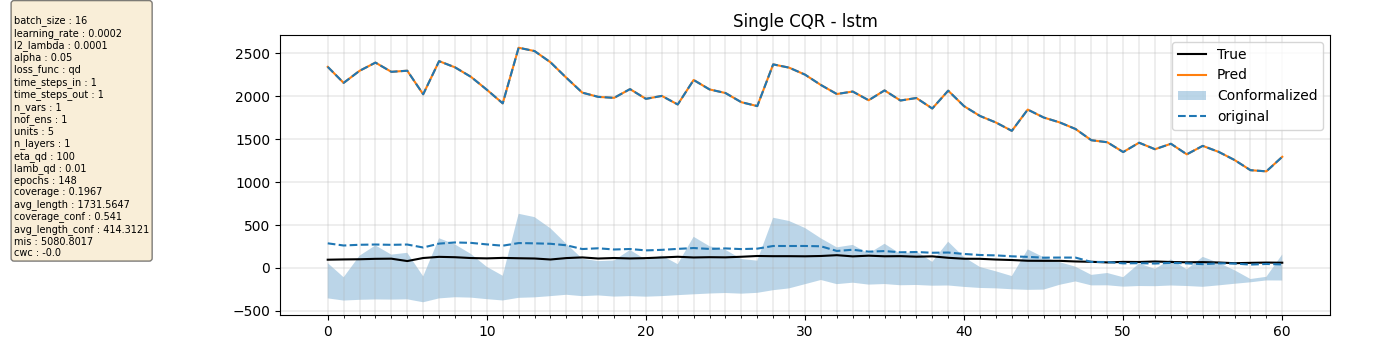 Single CQR - lstm
batch_size : 16
learning_rate : 0.0002
l2_lambda : 0.0001
alpha : 0.05
loss_func : qd
time_steps_in : 1
time_steps_out : 1
n_vars : 1
nof_ens : 1
units : 5
n_layers : 1
eta_qd : 100
lamb_qd : 0.01
epochs : 148
coverage : 0.1967
avg_length : 1731.5647
coverage_conf : 0.541
avg_length_conf : 414.3121
mis : 5080.8017
cwc : -0.0
2500
2000
1500
1000
500
0
−500
0
10
20
30
40
50
60
True
Pred
Conformalized
original